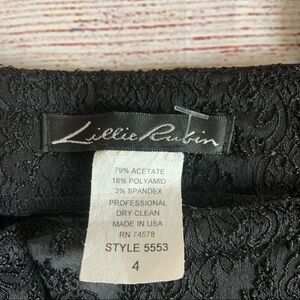 Lillie Rubin
79% ACETATE
18% POLYAMID
3% SPANDEX
PROFESSIONAL
DRY CLEAN
MADE IN USA
RN 74578
STYLE 5553
4